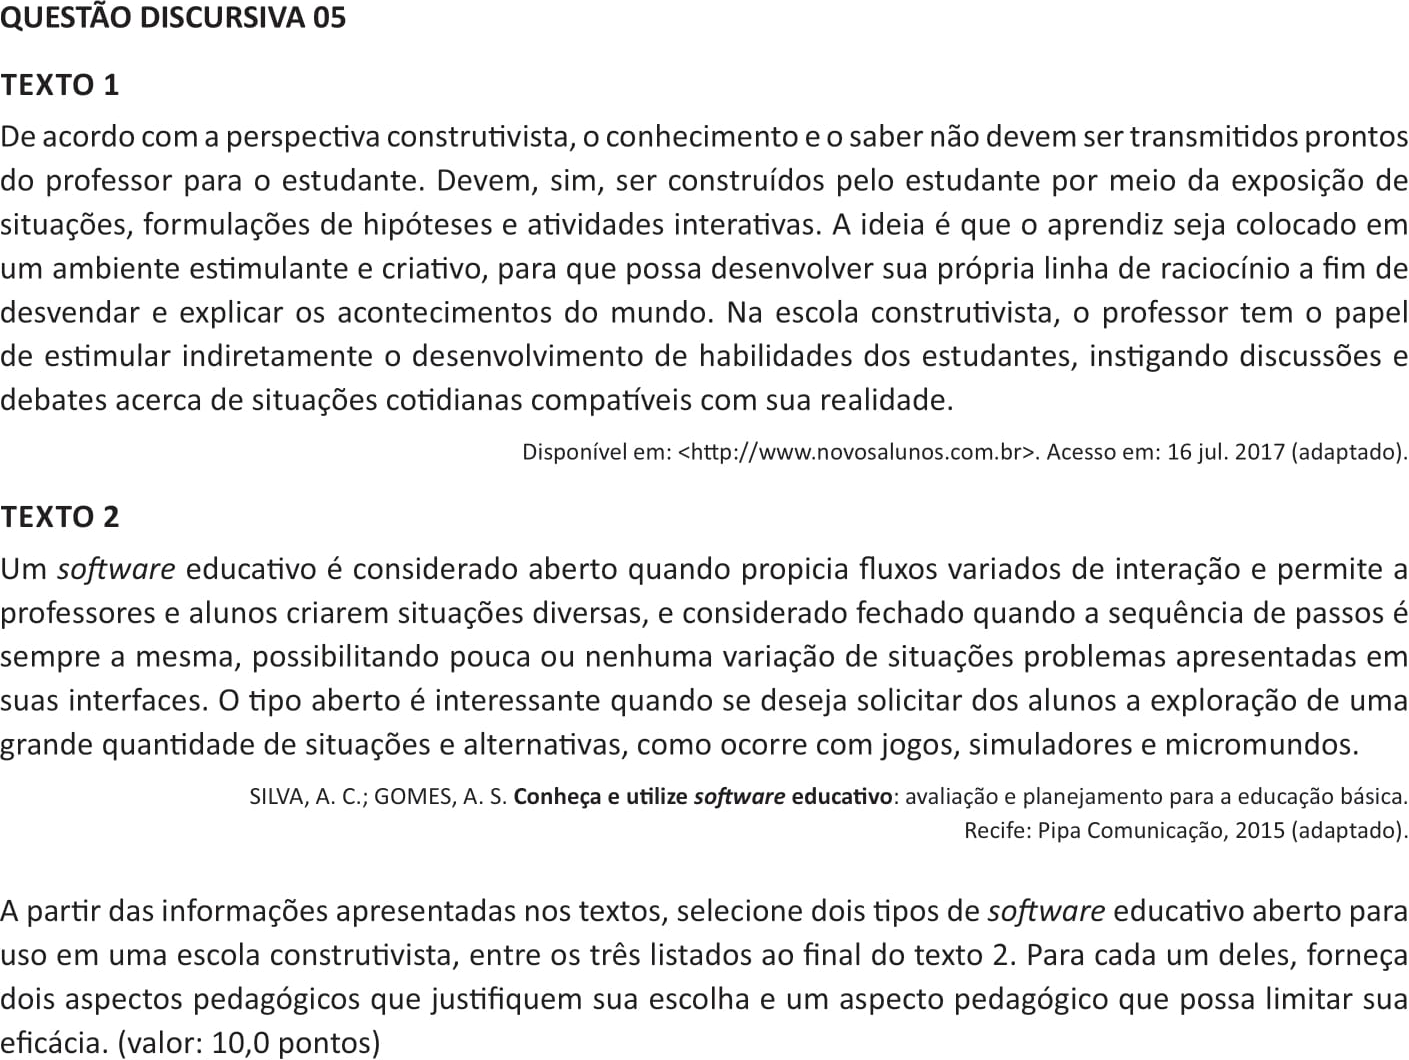 QUESTÃO DISCURSIVA 05
TEXTO 1
De acordo com a perspectiva construtivista, o conhecimento e o saber não devem ser transmitidos prontos
do professor para o estudante. Devem, sim, ser construídos pelo estudante por meio da exposição de
situações, formulações de hipóteses e atividades interativas. A ideia é que o aprendiz seja colocado em
um ambiente estimulante e criativo, para que possa desenvolver sua própria linha de raciocínio a fim de
desvendar e explicar os acontecimentos do mundo. Na escola construtivista, o professor tem o papel
de estimular indiretamente o desenvolvimento de habilidades dos estudantes, instigando discussões e
debates acerca de situações cotidianas compatíveis com sua realidade.
Disponível em: <http://www.novosalunos.com.br>. Acesso em: 16 jul. 2017 (adaptado).
TEXTO 2
Um software educativo é considerado aberto quando propicia fluxos variados de interação e permite a
professores e alunos criarem situações diversas, e considerado fechado quando a sequência de passos é
sempre a mesma, possibilitando pouca ou nenhuma variação de situações problemas apresentadas em
suas interfaces. O tipo aberto é interessante quando se deseja solicitar dos alunos a exploração de uma
grande quantidade de situações e alternativas, como ocorre com jogos, simuladores e micromundos.
SILVA, A. C.; GOMES, A. S. Conheça e utilize software educativo: avaliação e planejamento para a educação básica.
Recife: Pipa Comunicação, 2015 (adaptado).
A partir das informações apresentadas nos textos, selecione dois tipos de software educativo aberto para
uso em uma escola construtivista, entre os três listados ao final do texto 2. Para cada um deles, forneça
dois aspectos pedagógicos que justifiquem sua escolha e um aspecto pedagógico que possa limitar sua
eficácia. (valor: 10,0 pontos)